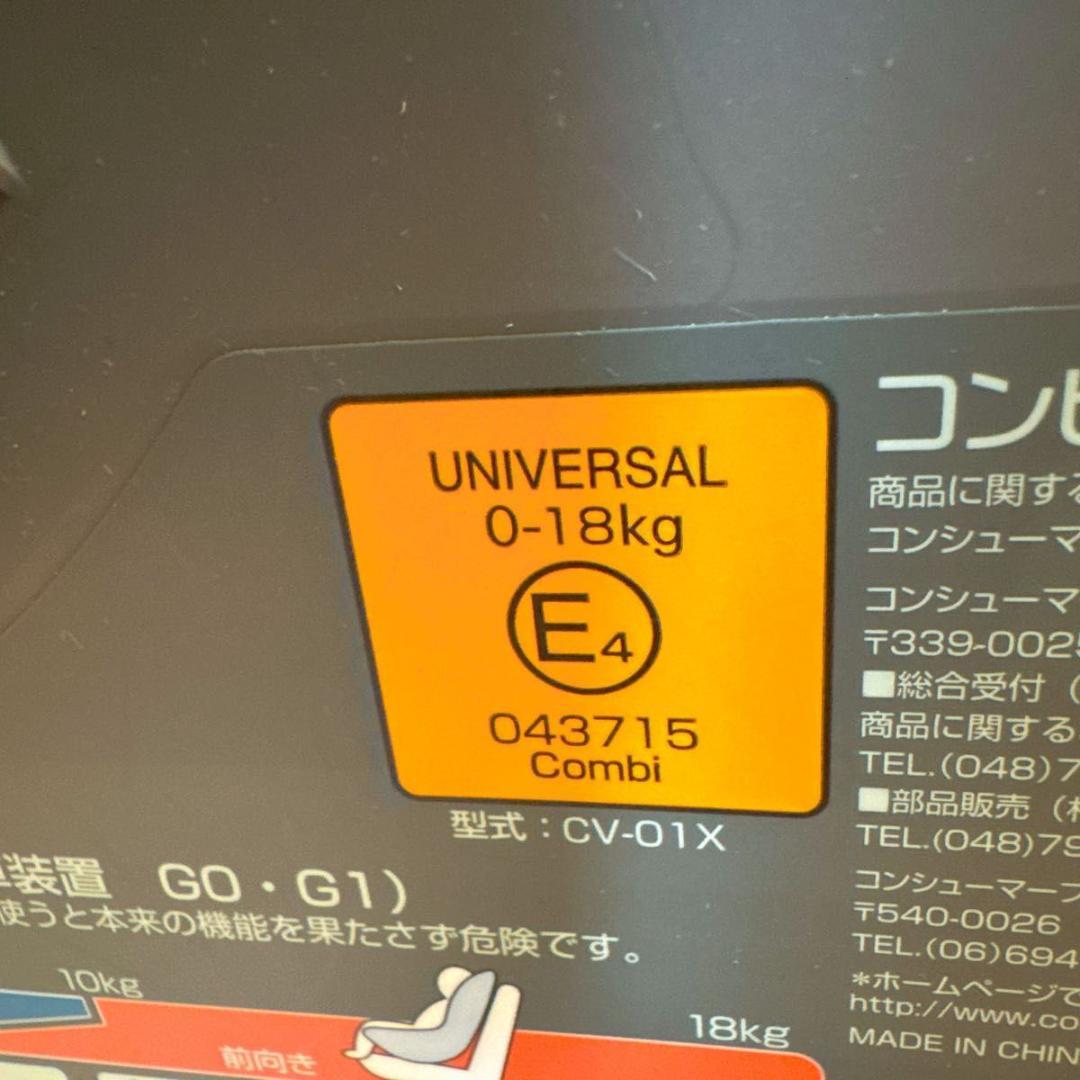 UNIVERSAL
0-18kg
E4
043715
Combi
型式：CV-01X
装置 G0・G1)
使うと本来の機能を果たさず危険です。
10kg
18kg
前向き
コン
商品に関する
コンシューマ
コンシューマ
〒339-0025
■総合受付(
商品に関する
TEL.(048)7
■部品販売(
TEL.(048)79
コンシューマープ
〒540-0026
TEL.(06)694
*ホームページで
http://www.co
MADE IN CHIN